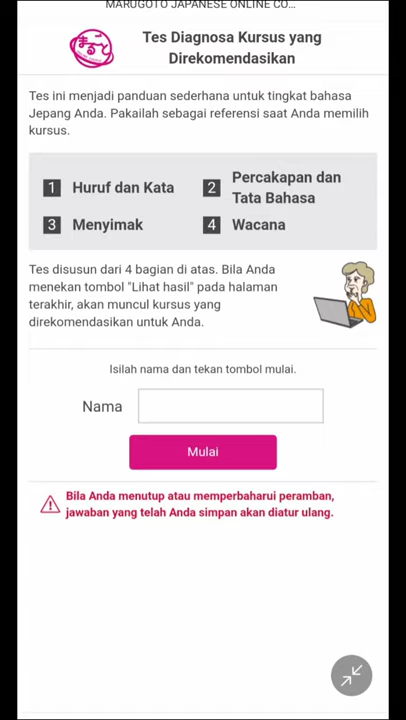 MARUGOTO JAPANESE ONLINE CO...
まるごと
Tes Diagnosa Kursus yang
Direkomendasikan
Tes ini menjadi panduan sederhana untuk tingkat bahasa
Jepang Anda. Pakailah sebagai referensi saat Anda memilih
kursus.
1 Huruf dan Kata
2 Percakapan dan
Tata Bahasa
3 Menyimak
4 Wacana
Tes disusun dari 4 bagian di atas. Bila Anda
menekan tombol "Lihat hasil" pada halaman
terakhir, akan muncul kursus yang
direkomendasikan untuk Anda.
Isilah nama dan tekan tombol mulai.
Nama
Mulai
Bila Anda menutup atau memperbaharui peramban,
jawaban yang telah Anda simpan akan diatur ulang.